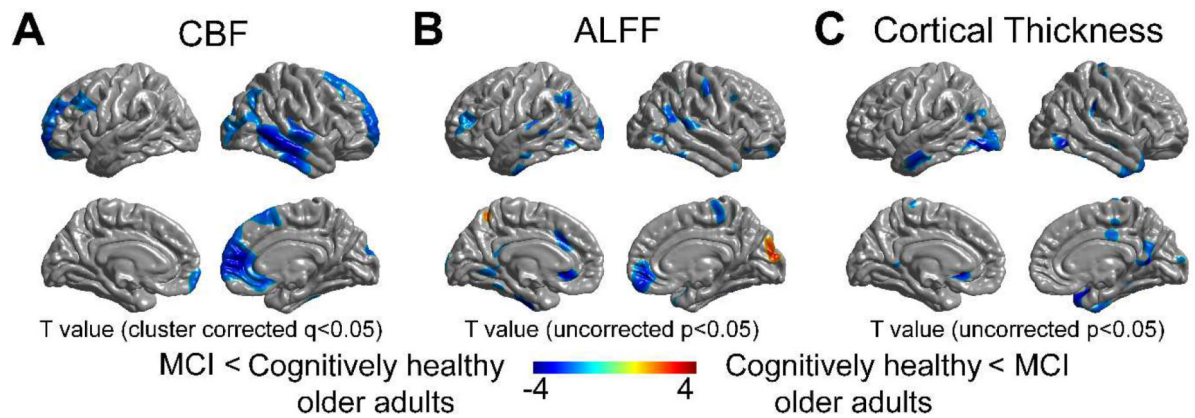 A CBF
B ALFF
C Cortical Thickness
T value (cluster corrected q<0.05)
T value (uncorrected p<0.05)
T value (uncorrected p<0.05)
MCI < Cognitively healthy
older adults
-4
4
Cognitively healthy < MCI
older adults